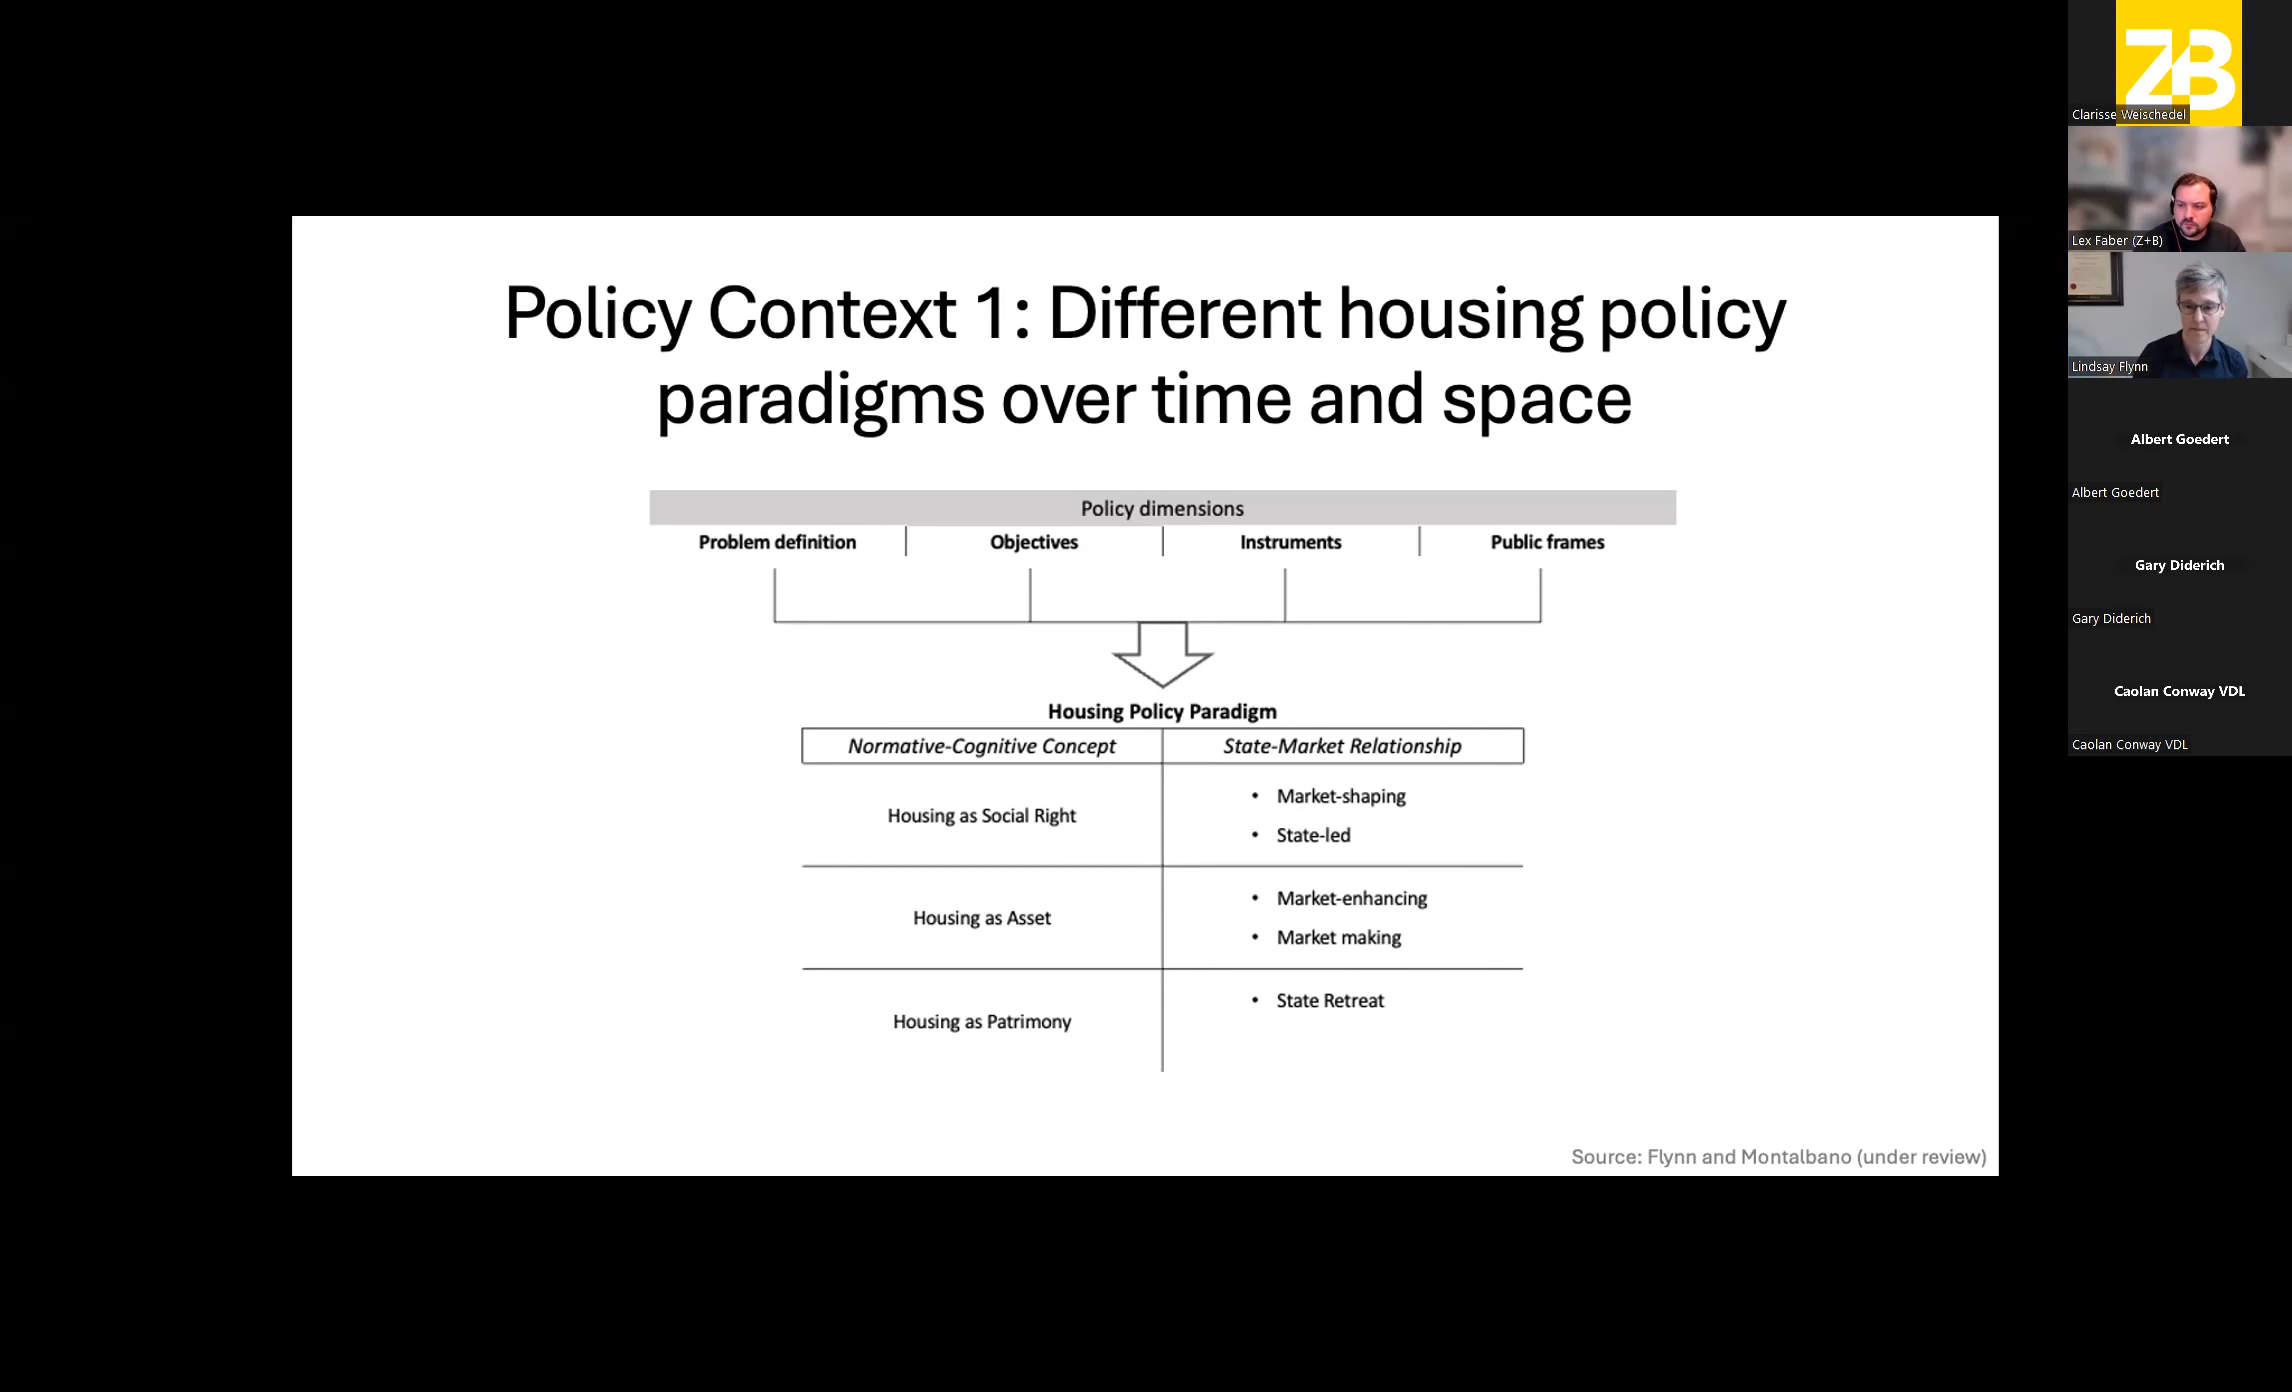 Policy Context 1: Different housing policy
paradigms over time and space
Policy dimensions
Problem definition
Objectives
Instruments
Public frames
Housing Policy Paradigm
Normative-Cognitive Concept
State-Market Relationship
Housing as Social Right
• Market-shaping
• State-led
Housing as Asset
• Market-enhancing
• Market making
Housing as Patrimony
• State Retreat
Source: Flynn and Montalbano (under review)
ZB
Clarisse Weischedel
Lex Faber (Z+B)
Lindsay Flynn
Albert Goedert
Albert Goedert
Gary Diderich
Gary Diderich
Caolan Conway VDL
Caolan Conway VDL